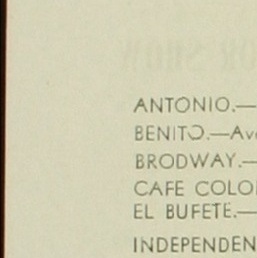 ANTONIO.—
BENITO.—Av
BRODWAY.—
CAFE COLO
EL BUFETE.—
INDEPENDEN